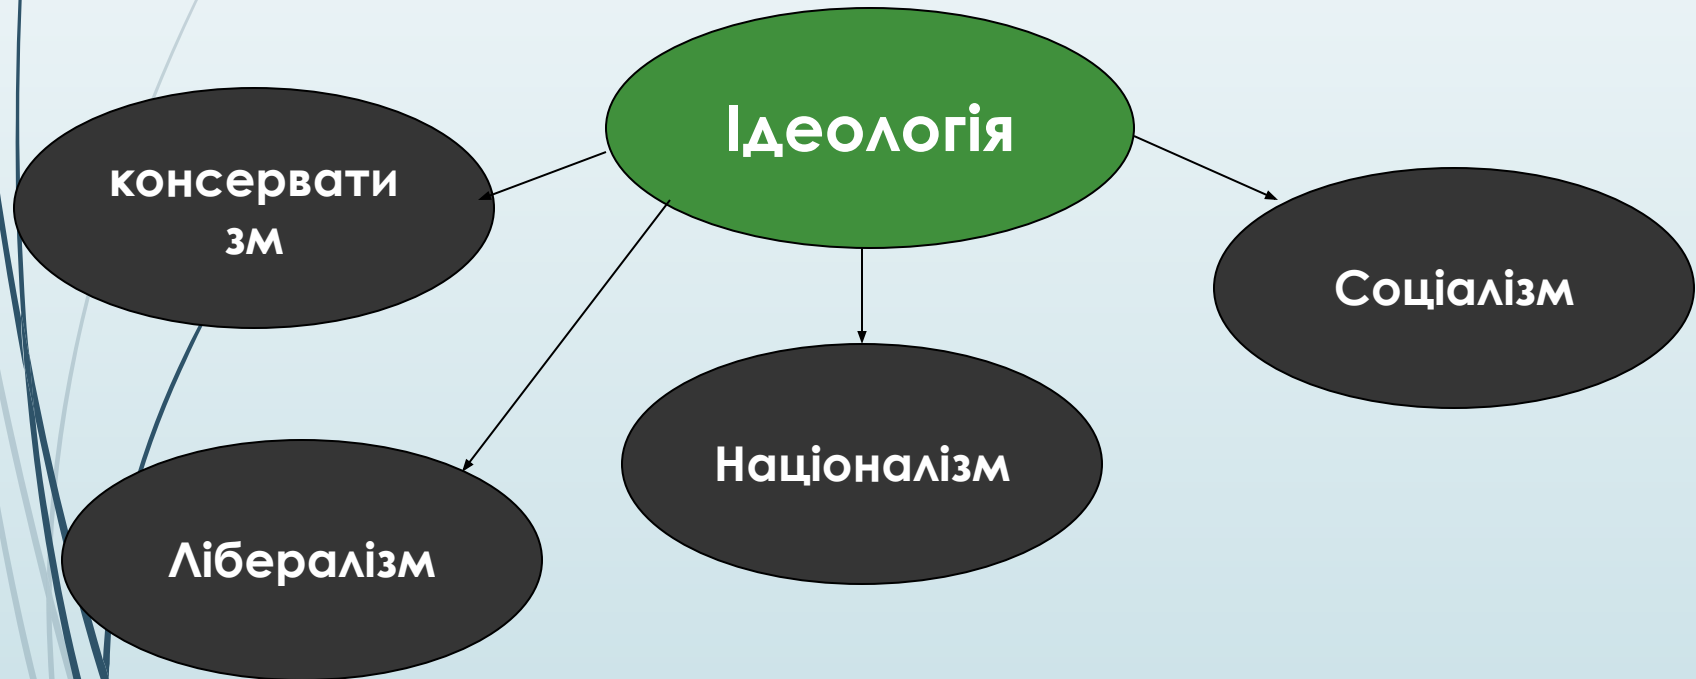 Ідеологія
консервати
зм
Соціалізм
Націоналізм
Лібералізм